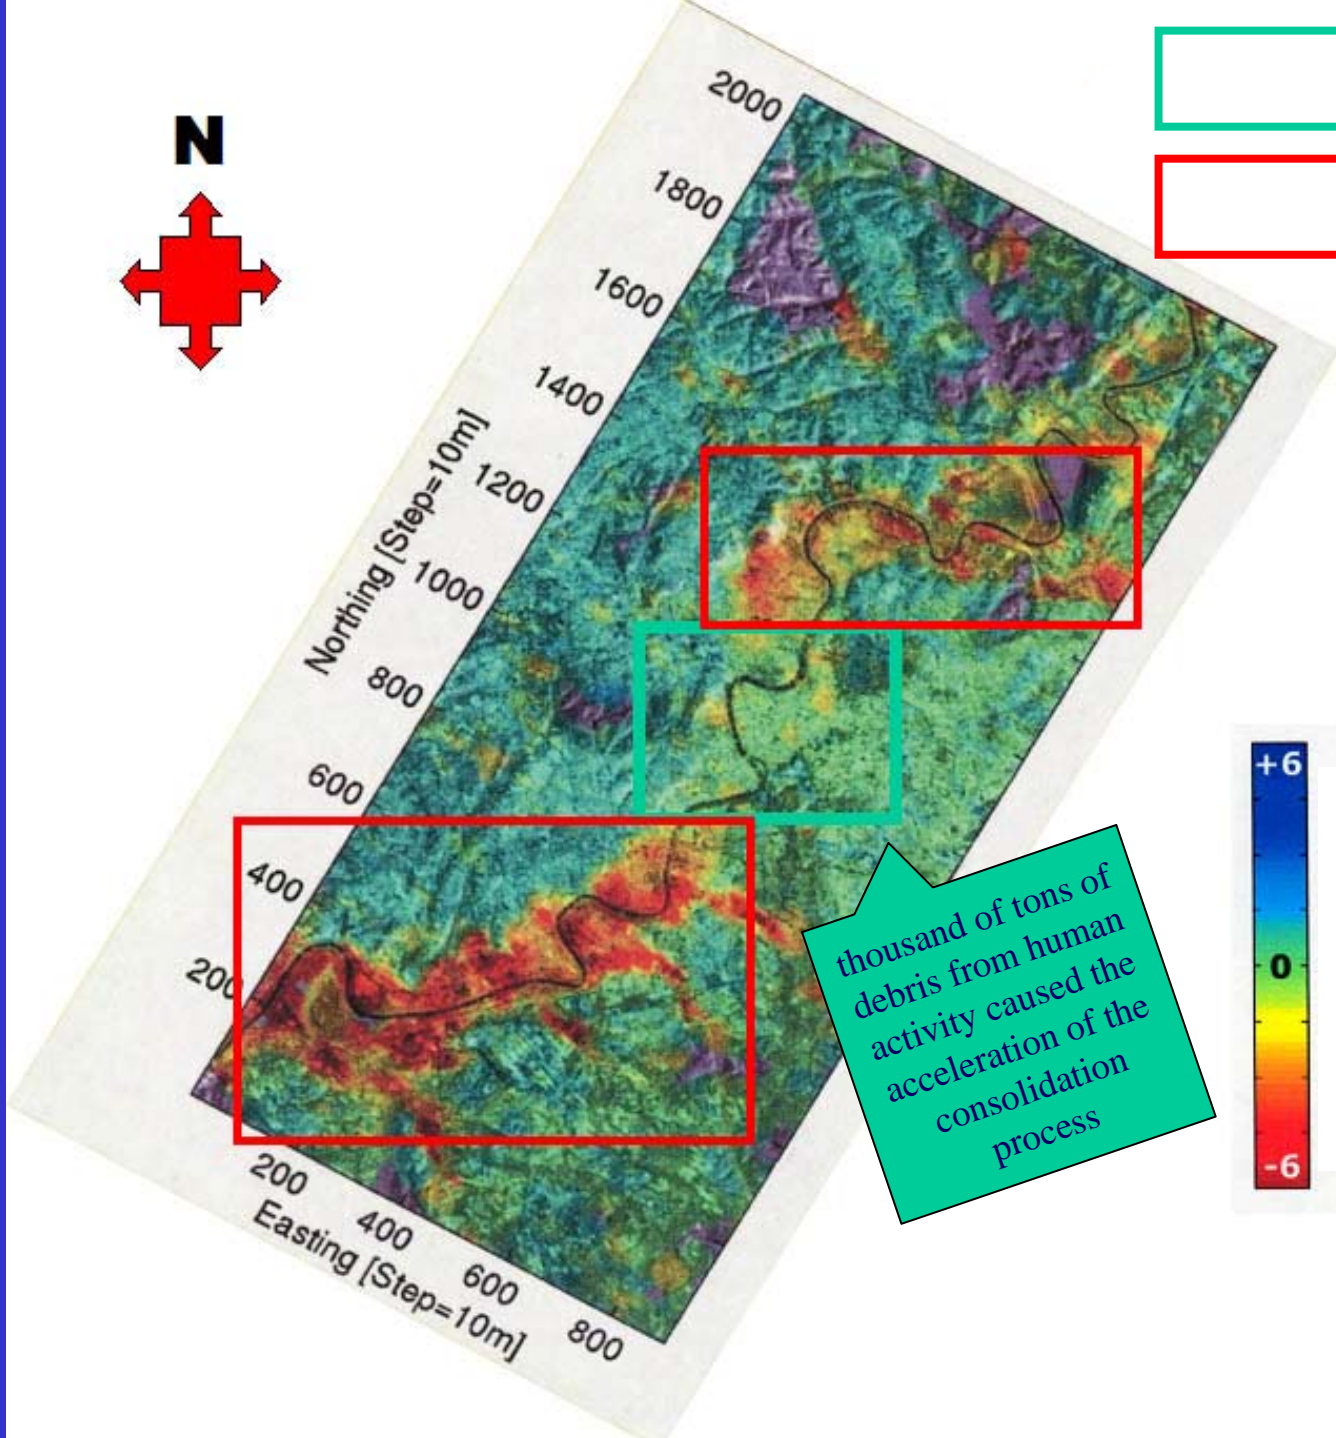 N
2000
1800
1600
1400
1200
1000
800
600
400
200
Northing [Step=10m]
200
400
600
800
Easting [Step=10m]
thousand of tons of
debris from human
activity caused the
acceleration of the
consolidation
process
+6
0
-6